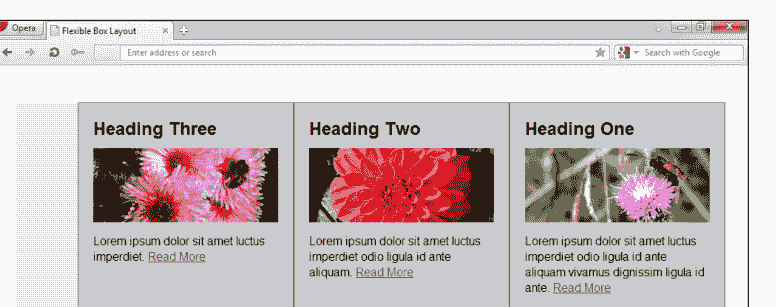 Opera
Flexible Box Layout
Enter address or search
Search with Google
Heading Three
Lorem ipsum dolor sit amet luctus
imperdiet. Read More
Heading Two
Lorem ipsum dolor sit amet luctus
imperdiet odio ligula id ante
aliquam. Read More
Heading One
Lorem ipsum dolor sit amet luctus
imperdiet odio ligula id ante
aliquam vivamus dignissim ligula id
ante. Read More